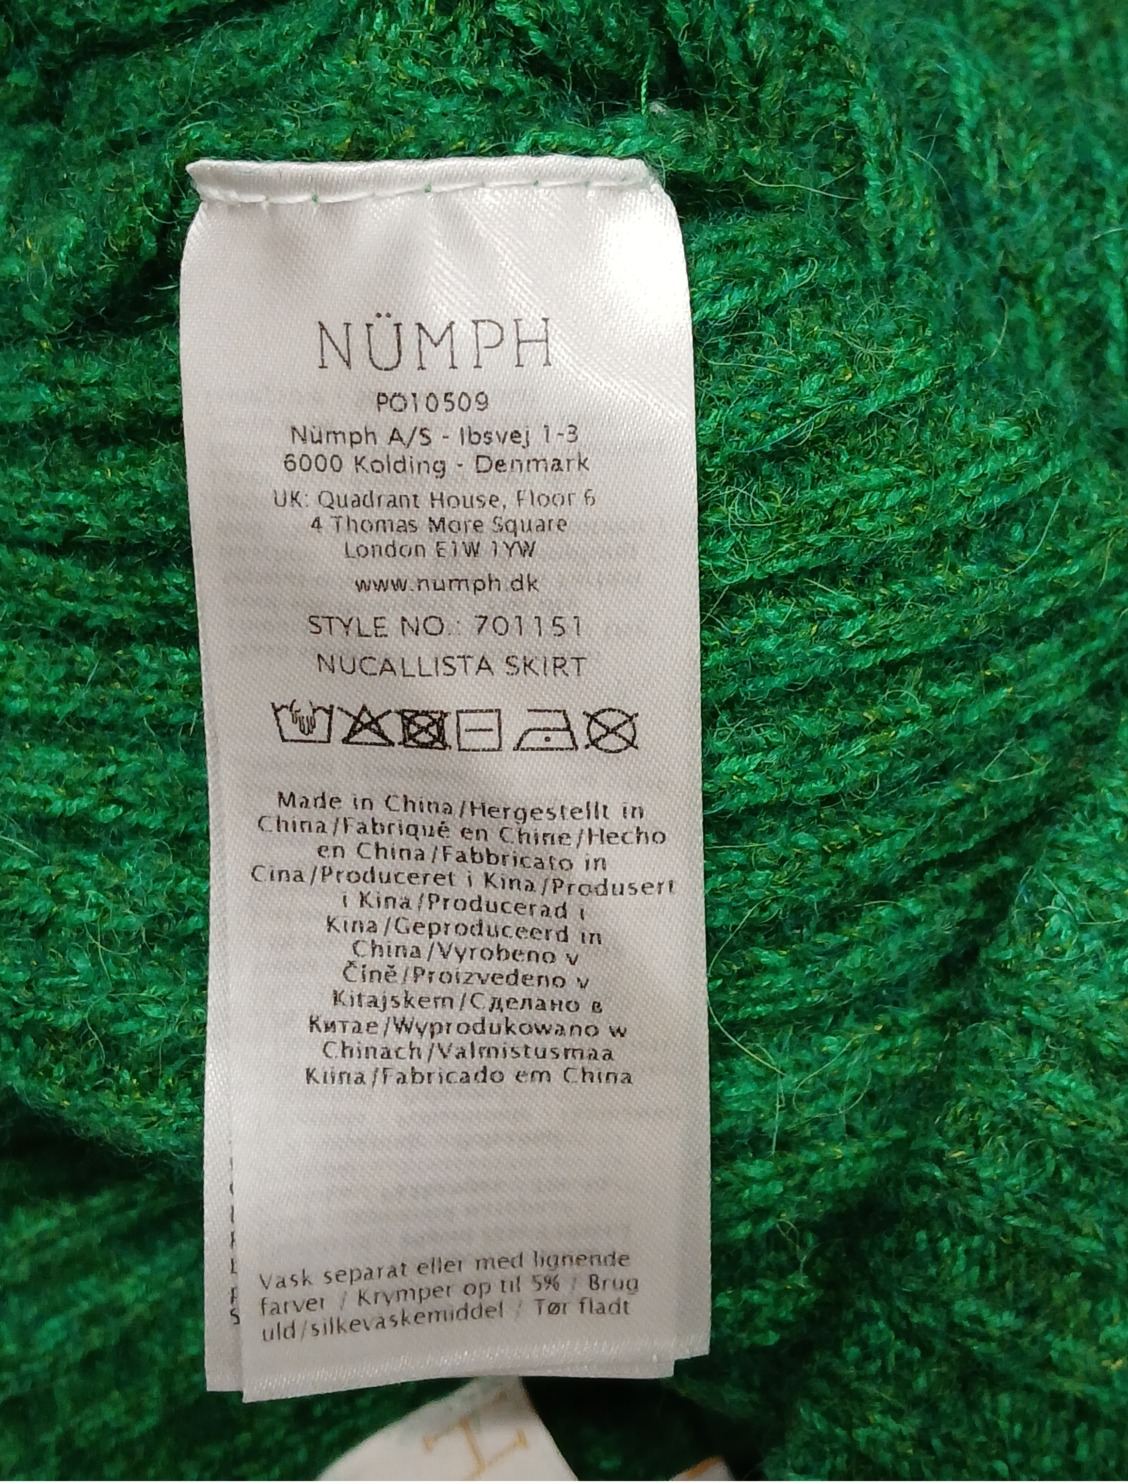 NÜMPH
PO10509
Nümph A/S - Ibsvej 1-3
6000 Kolding - Denmark
UK: Quadrant House, Floor 6
4 Thomas More Square
London E1W 1YW
www.numph.dk
STYLE NO.: 701151
NUCALLISTA SKIRT
Made in China/Hergestellt in
China/Fabriqué en Chine/Hecho
en China/Fabbricato in
Cina/Produceret i Kina/Produsert
i Kina/Producerad i
Kina/Geproduceerd in
China/Vyrobeno v
Číně/Proizvedeno v
Kitajskem/Сделано в
Китае/Wyprodukowano w
Chinach/Valmistusmaa
Kiina/Fabricado em China
Vask separat eller med lignende
farver / Krymper op til 5% / Brug
uld/silkevaskemiddel / Tør fladt